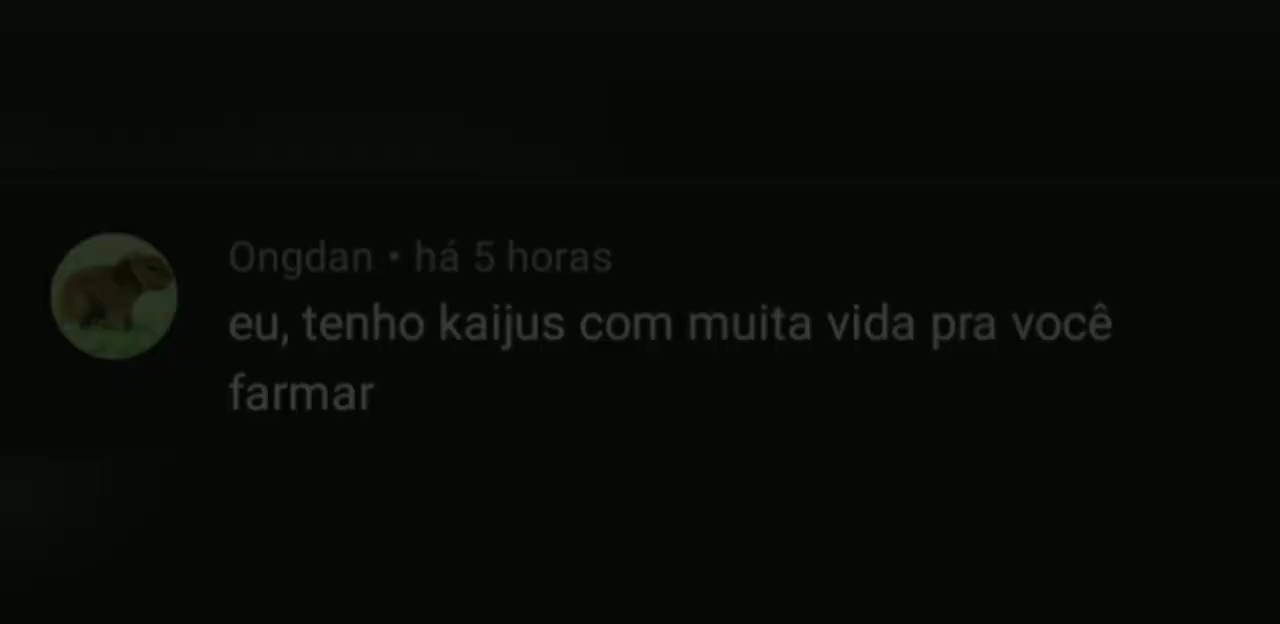 Ongdan • há 5 horas
eu, tenho kaijus com muita vida pra você
farmar